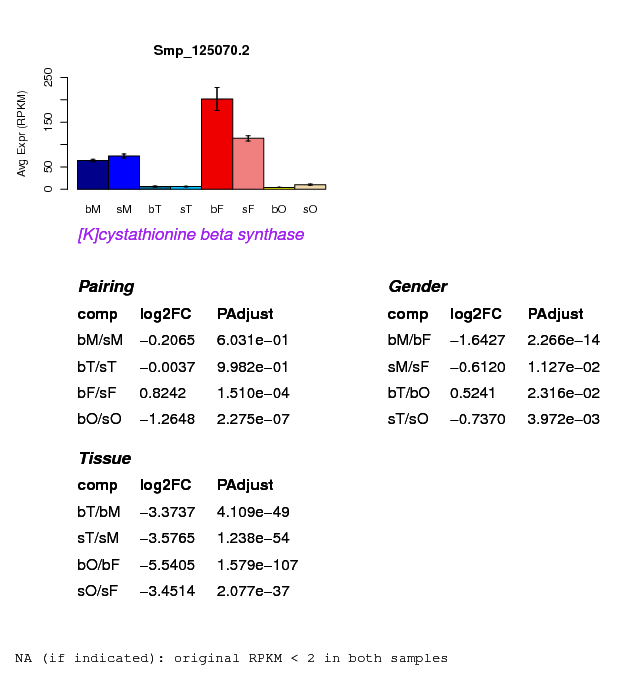 Smp_125070.2
Avg Expr (RPKM)
0 50 150 250
bM sM bT sT bF sF bO sO
[K]cystathionine beta synthase
Pairing
comp log2FC PAdjust
bM/sM −0.2065 6.031e−01
bT/sT −0.0037 9.982e−01
bF/sF 0.8242 1.510e−04
bO/sO −1.2648 2.275e−07
Gender
comp log2FC PAdjust
bM/bF −1.6427 2.266e−14
sM/sF −0.6120 1.127e−02
bT/bO 0.5241 2.316e−02
sT/sO −0.7370 3.972e−03
Tissue
comp log2FC PAdjust
bT/bM −3.3737 4.109e−49
sT/sM −3.5765 1.238e−54
bO/bF −5.5405 1.579e−107
sO/sF −3.4514 2.077e−37
NA (if indicated): original RPKM < 2 in both samples